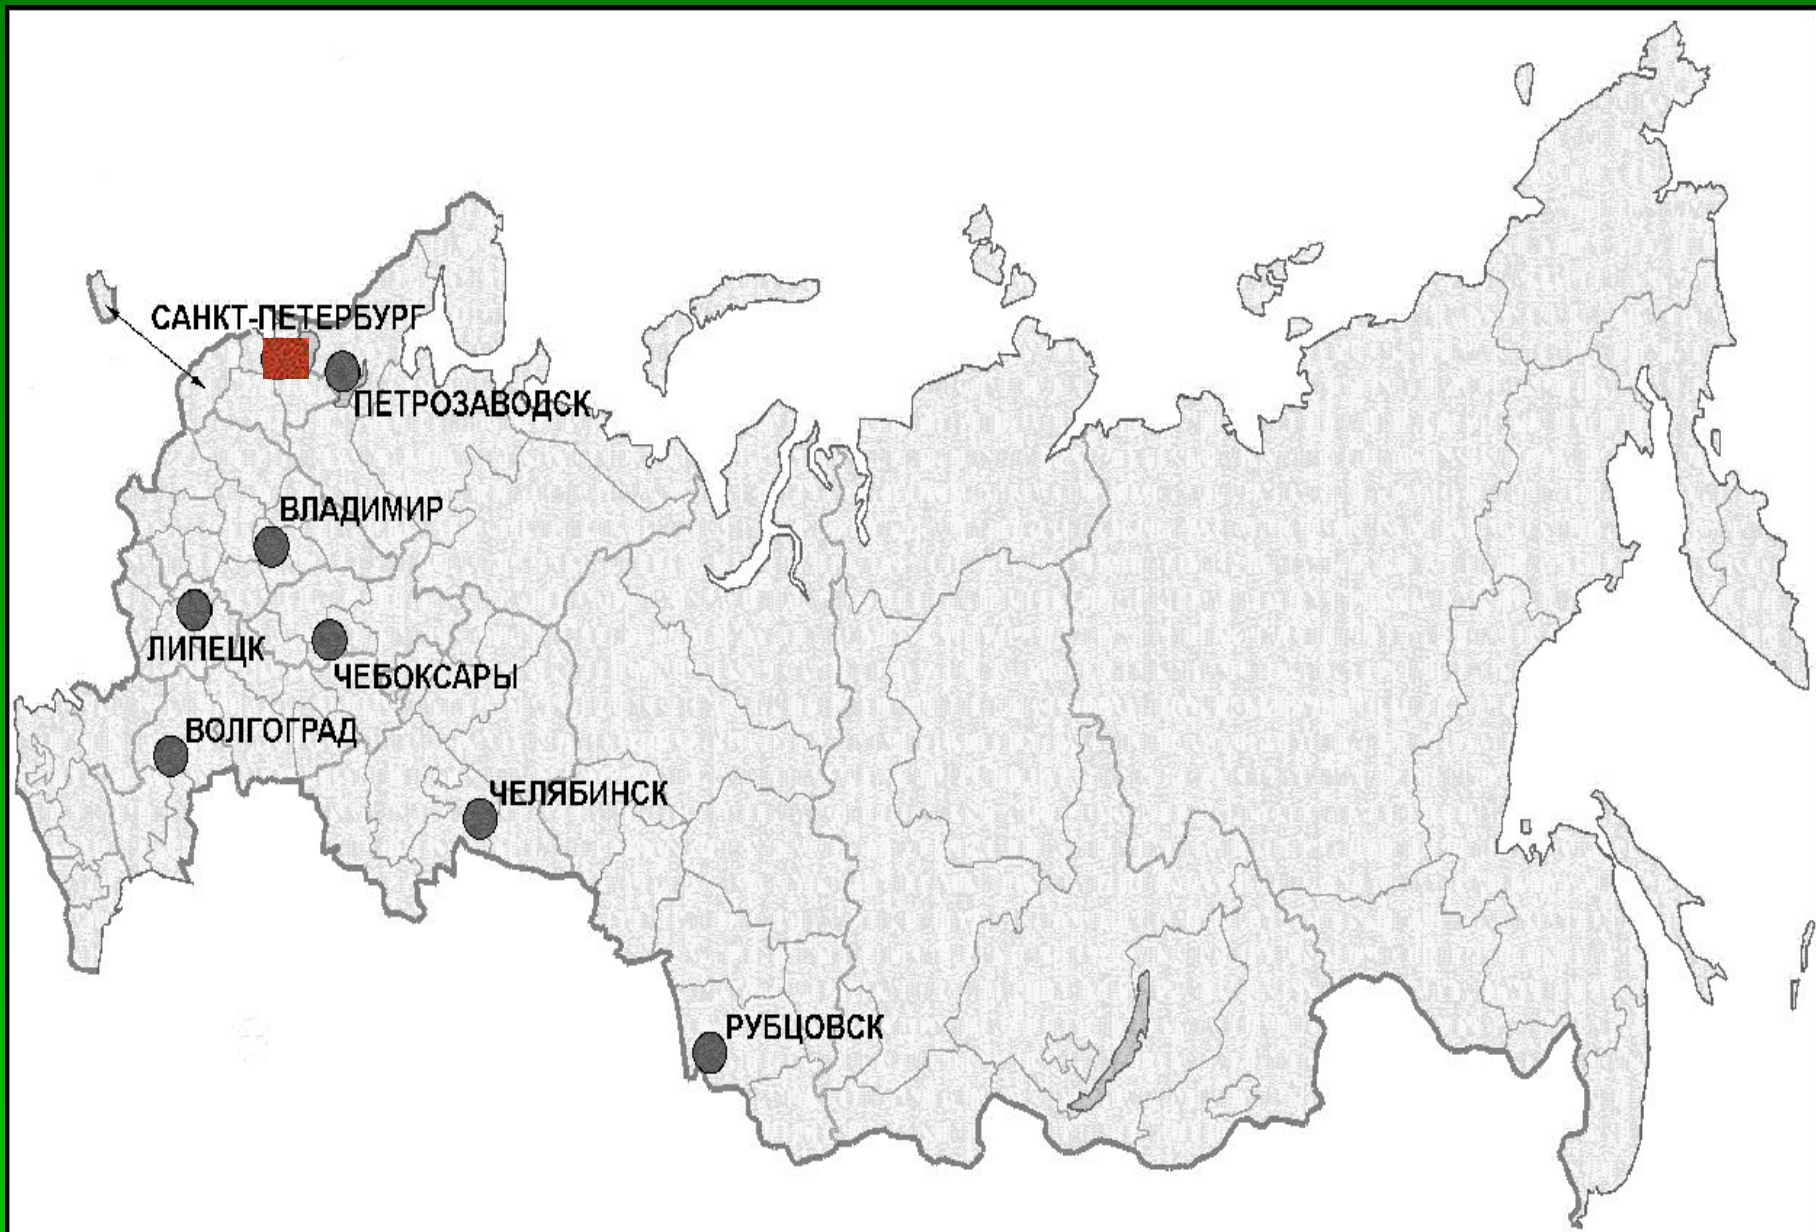 САНКТ-ПЕТЕРБУРГ
ПЕТРОЗАВОДСК
ВЛАДИМИР
ЛИПЕЦК
ЧЕБОКСАРЫ
ВОЛГОГРАД
ЧЕЛЯБИНСК
РУБЦОВСК